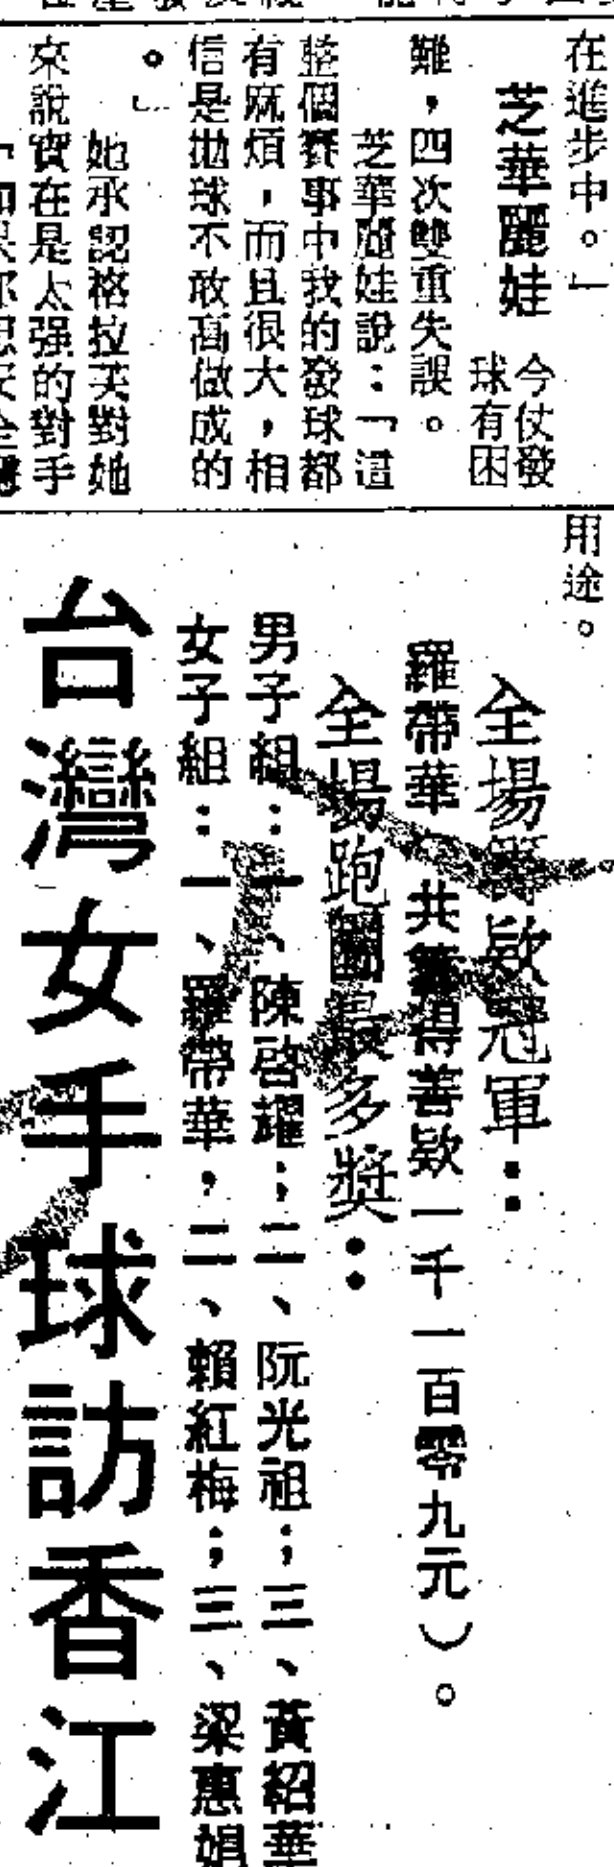 在進步中。」
芝華麗娃
今仗發
球有困
難，四次雙重失誤。
芝華麗娃說：「這
整個賽事中我的發球都
有麻煩，而且很大，相
信是拋球不敢高做成的
。」
她承認格拉芙對她
來說實在是太强的對手
用途。
全場籌欵冠軍：
羅帶華（共籌得善欵一千一百零九元）。
全場跑圈最多獎：
男子組：一、陳啓耀；二、阮光祖；三、黃紹華
女子組：一、羅帶華，二、賴紅梅；三、梁惠娟
台灣女手球訪香江